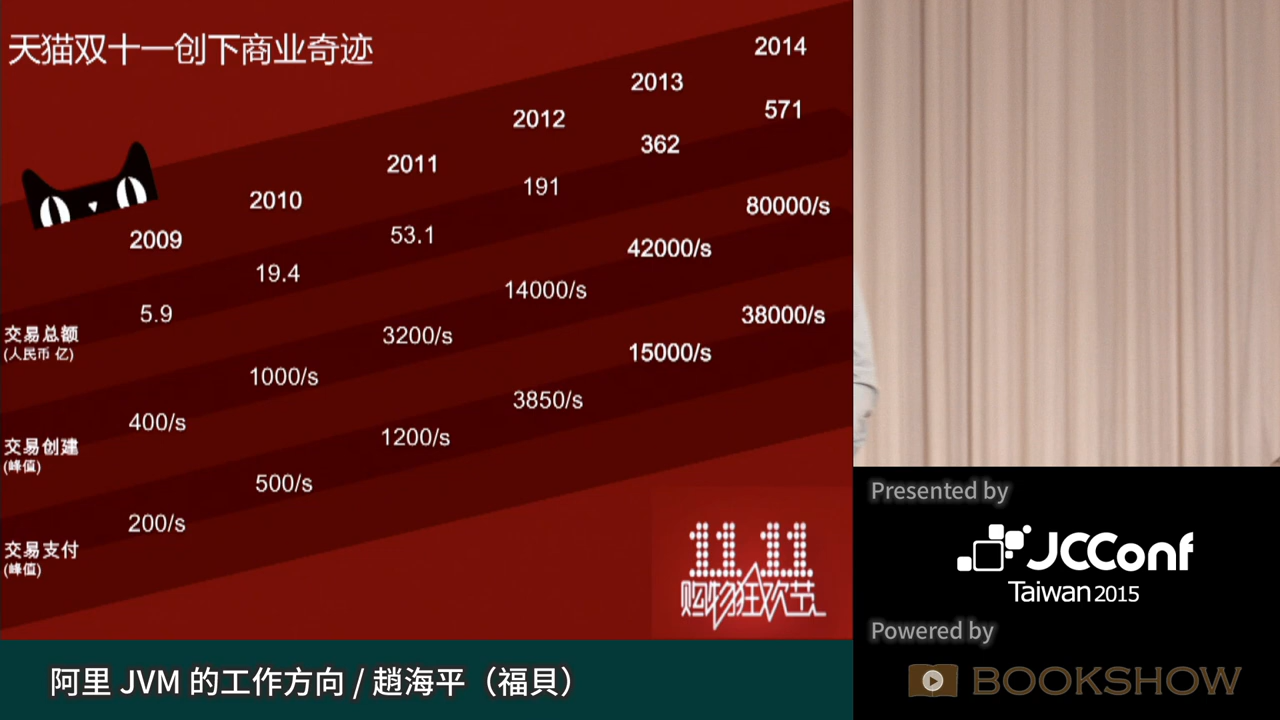 天猫双十一创下商业奇迹
2009 2010 2011 2012 2013 2014
交易总额 5.9 19.4 53.1 191 362 571
(人民币 亿)
交易创建 400/s 1000/s 3200/s 14000/s 42000/s 80000/s
(峰值)
交易支付 200/s 500/s 1200/s 3850/s 15000/s 38000/s
(峰值)
11.11
购物狂欢节
Presented by
JCConf
Taiwan 2015
Powered by
BOOKSHOW
阿里 JVM 的工作方向 / 趙海平（福貝）